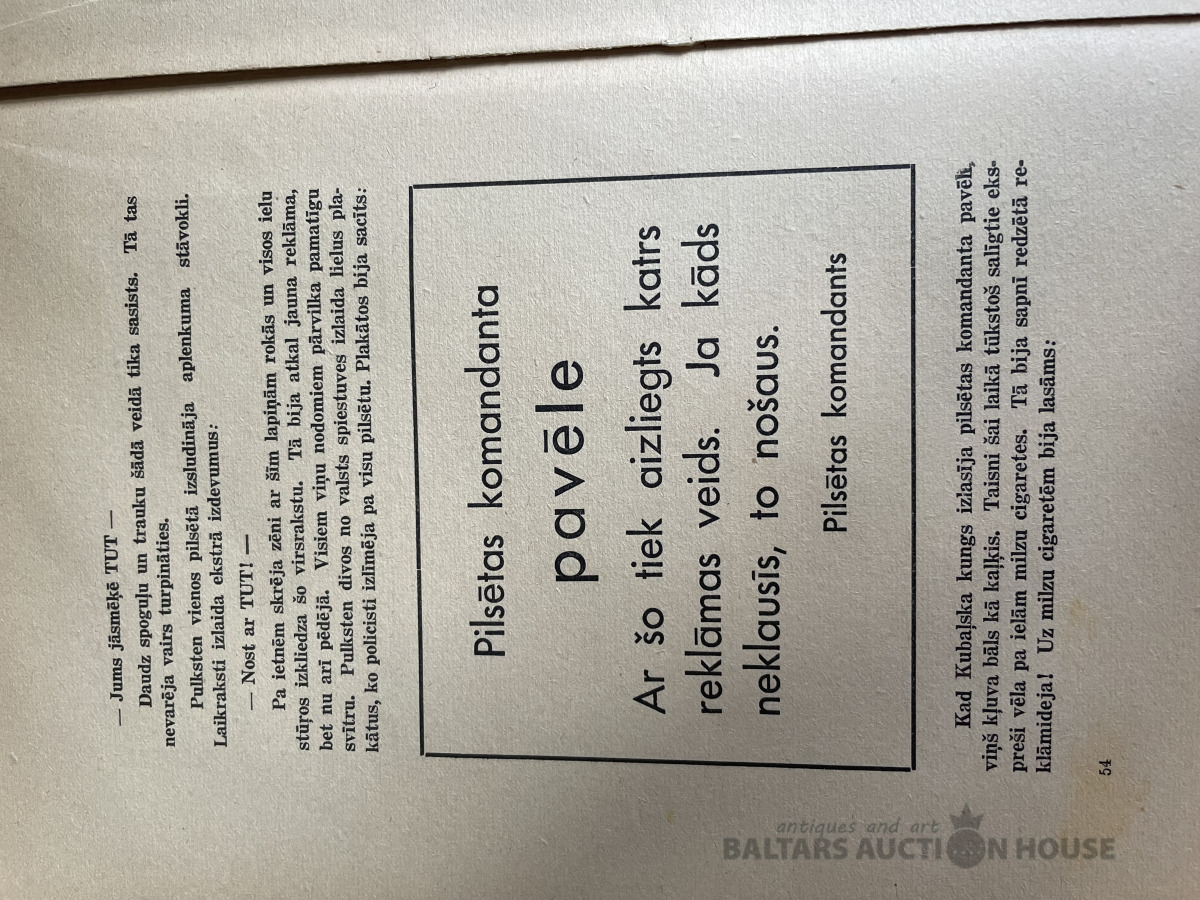 — Jums jāsmēķē TUT —
Daudz spoguļu un trauku šādā veidā tika sasists. Tā tas
nevarēja vairs turpināties.
Pulksten vienos pilsētā izsludināja aplenkuma stāvokli.
Laikraksti izlaida ekstrā izdevumus:
— Nost ar TUT! —
Pa ietnēm skrēja zēni ar šīm lapiņām rokās un visos ielu
stūŗos izkliedza šo virsrakstu. Tā bija atkal jauna reklāma,
bet nu arī pēdējā. Visiem viņu nodomiem pārvilka pamatīgu
svītru. Pulksten divos no valsts spiestuves izlaida lielus pla-
kātus, ko policisti izlīmēja pa visu pilsētu. Plakātos bija sacīts:
Pilsētas komandanta
pavēle
Ar šo tiek aizliegts katrs
reklāmas veids. Ja kāds
neklausīs, to nošaus.
Pilsētas komandants
Kad Kubaļska kungs izlasīja pilsētas komandanta pavēli,
viņš kļuva bāls kā kaļķis. Taisni šai laikā tūkstoš salīgtie eks-
preši vēla pa ielām milzu cigaretes. Tā bija sapnī redzētā re-
klāmideja! Uz milzu cigaretēm bija lasāms:
54
antiques and art
BALTARS AUCTION HOUSE